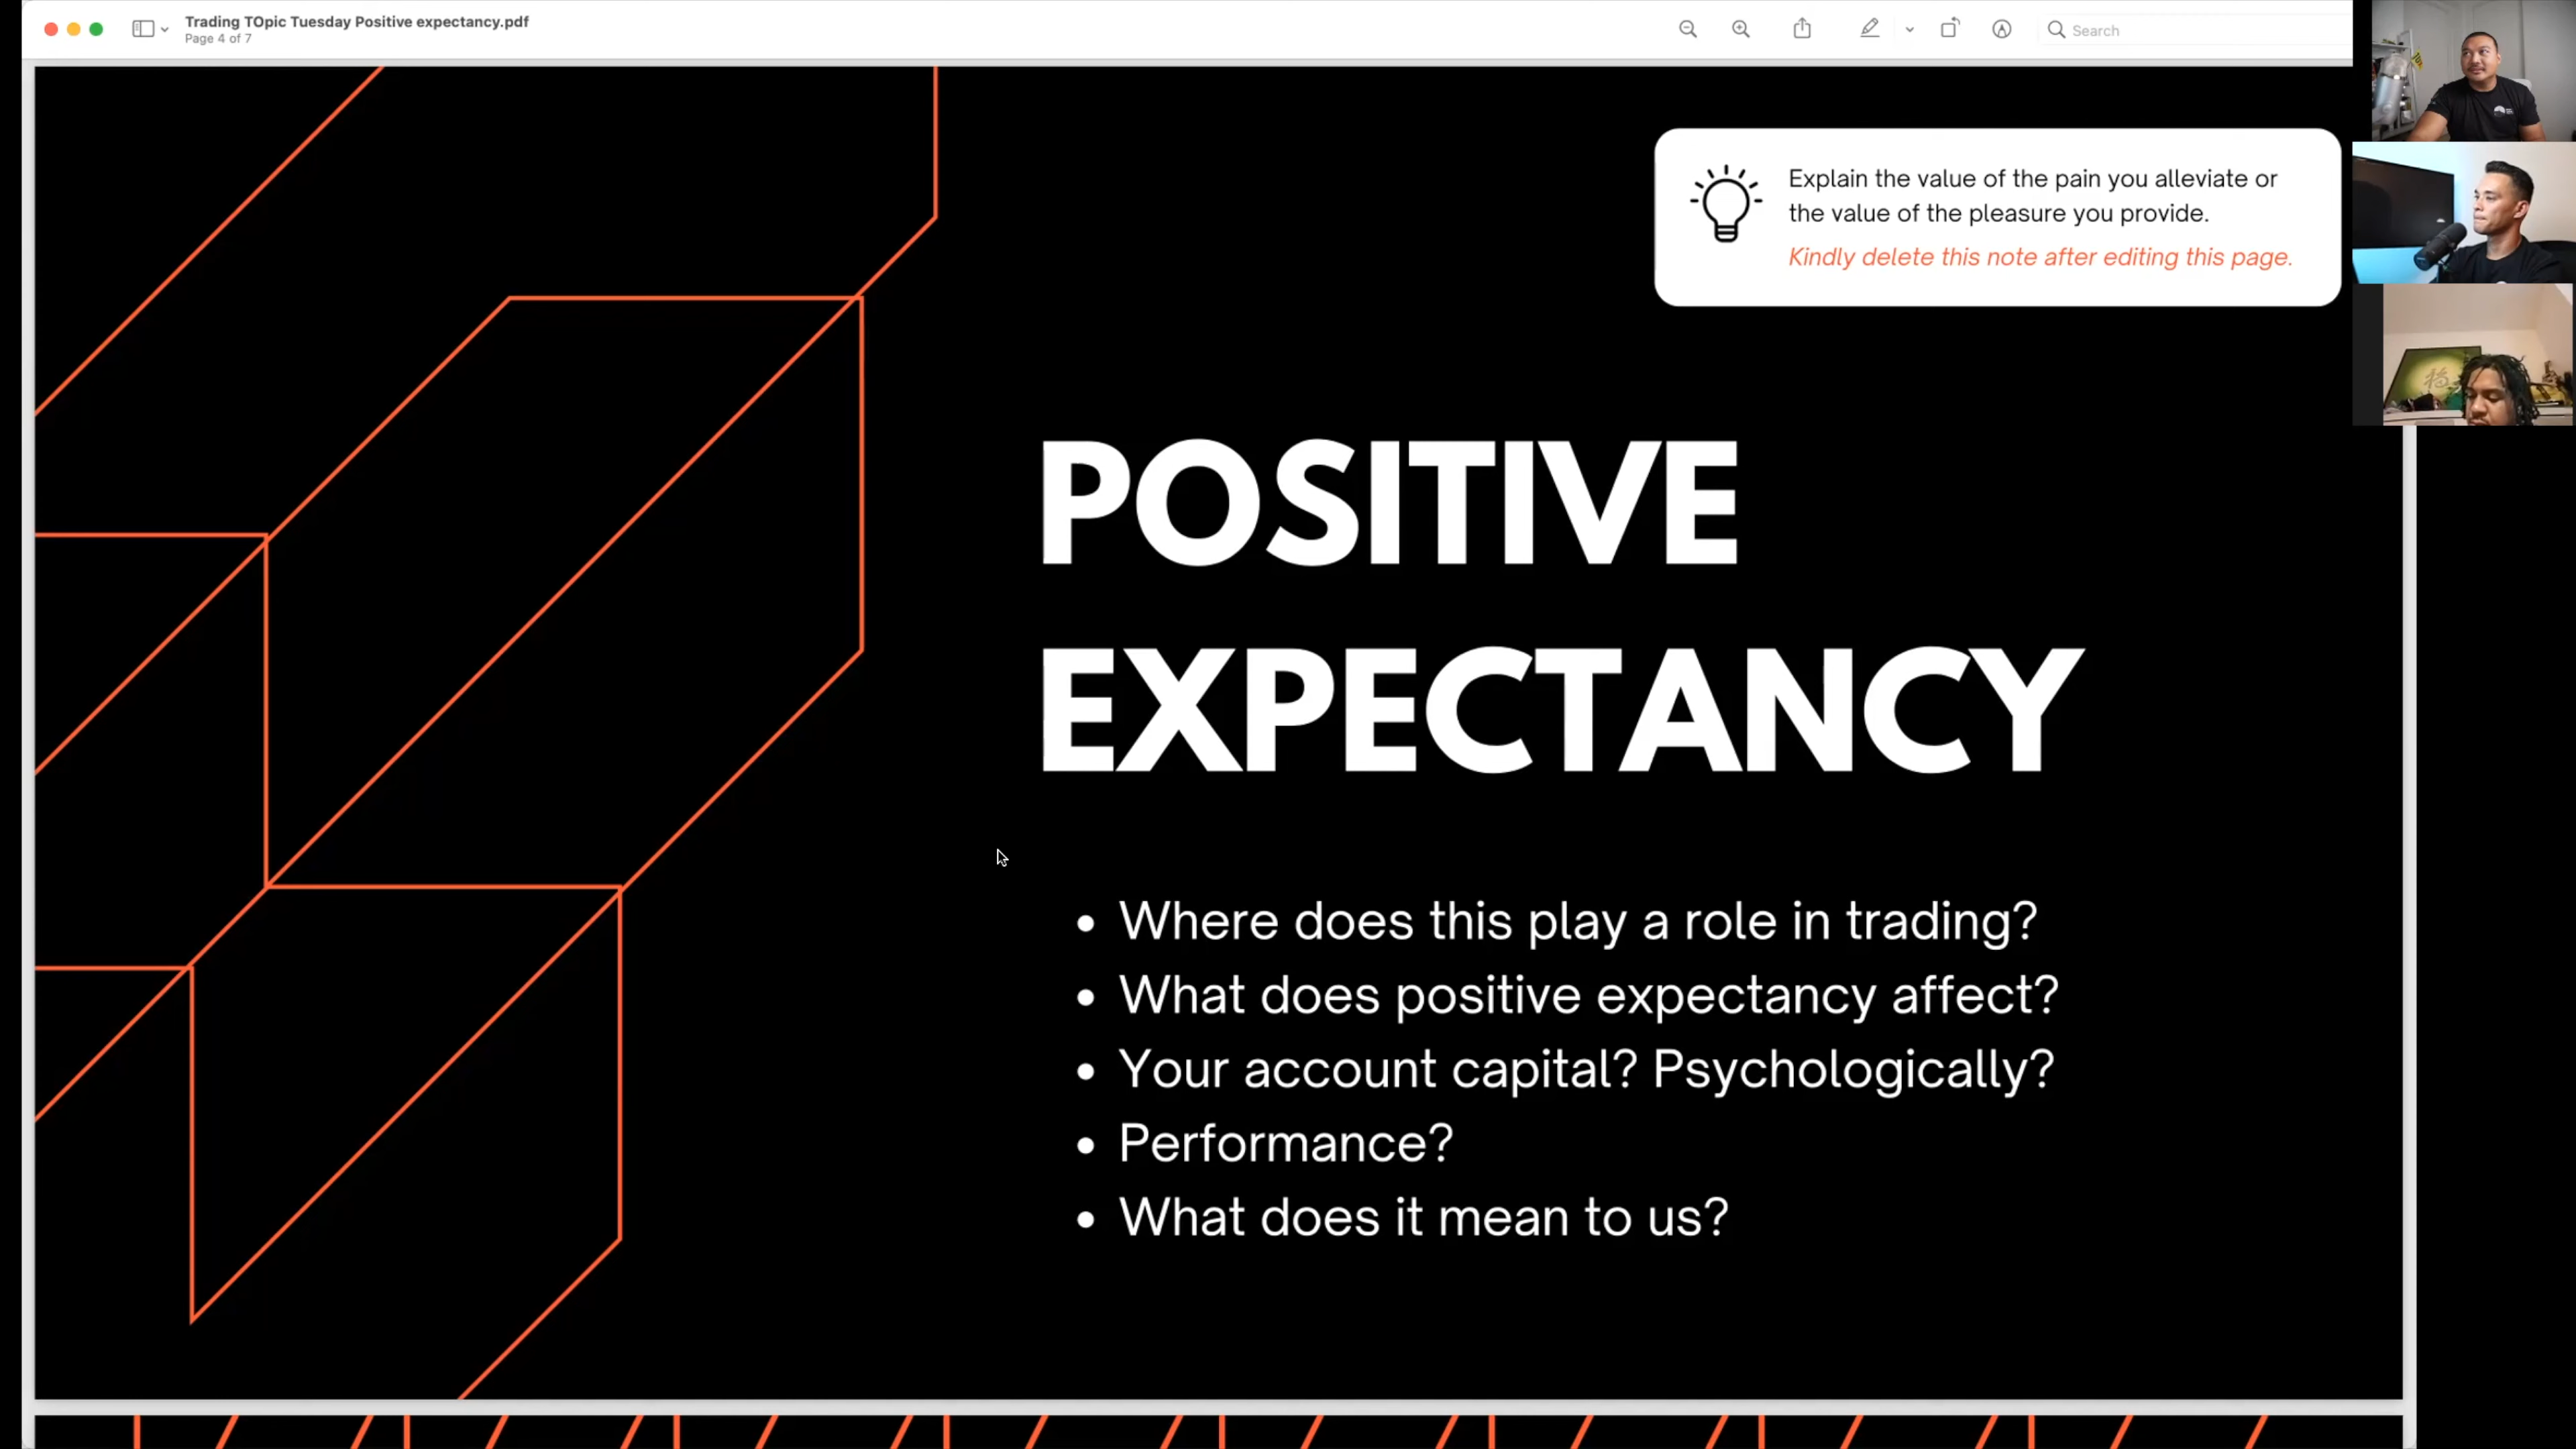 Trading TOpic Tuesday Positive expectancy.pdf
Page 4 of 7
Search
Explain the value of the pain you alleviate or
the value of the pleasure you provide.
Kindly delete this note after editing this page.
POSITIVE
EXPECTANCY
• Where does this play a role in trading?
• What does positive expectancy affect?
• Your account capital? Psychologically?
• Performance?
• What does it mean to us?